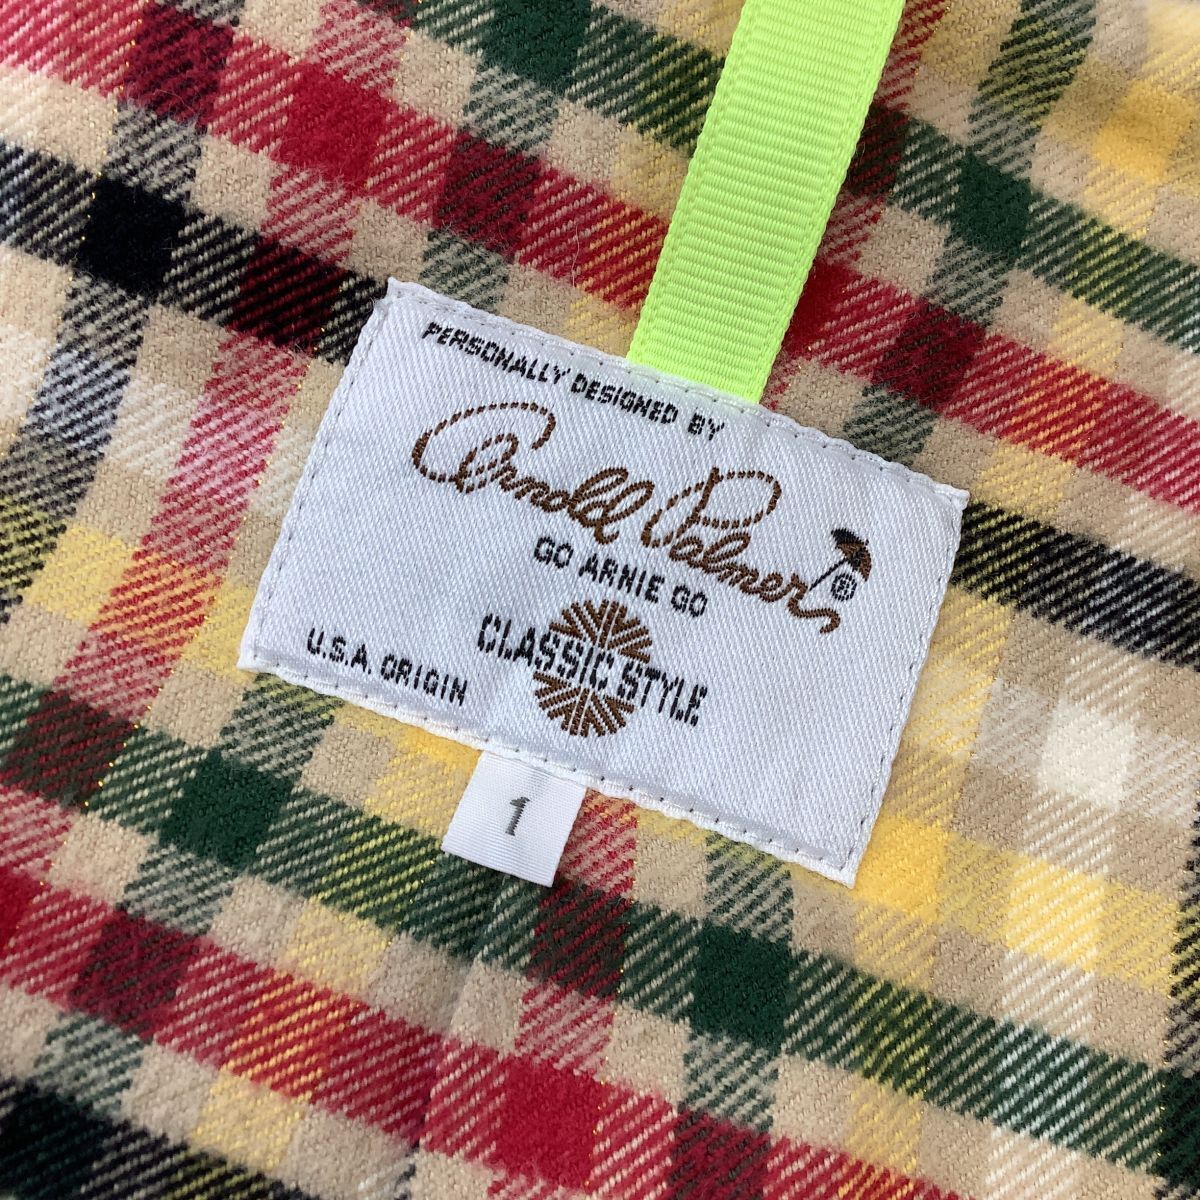 PERSONALLY DESIGNED BY
Arnold Palmer ®
GO ARNIE GO
CLASSIC STYLE
U.S.A. ORIGIN
1